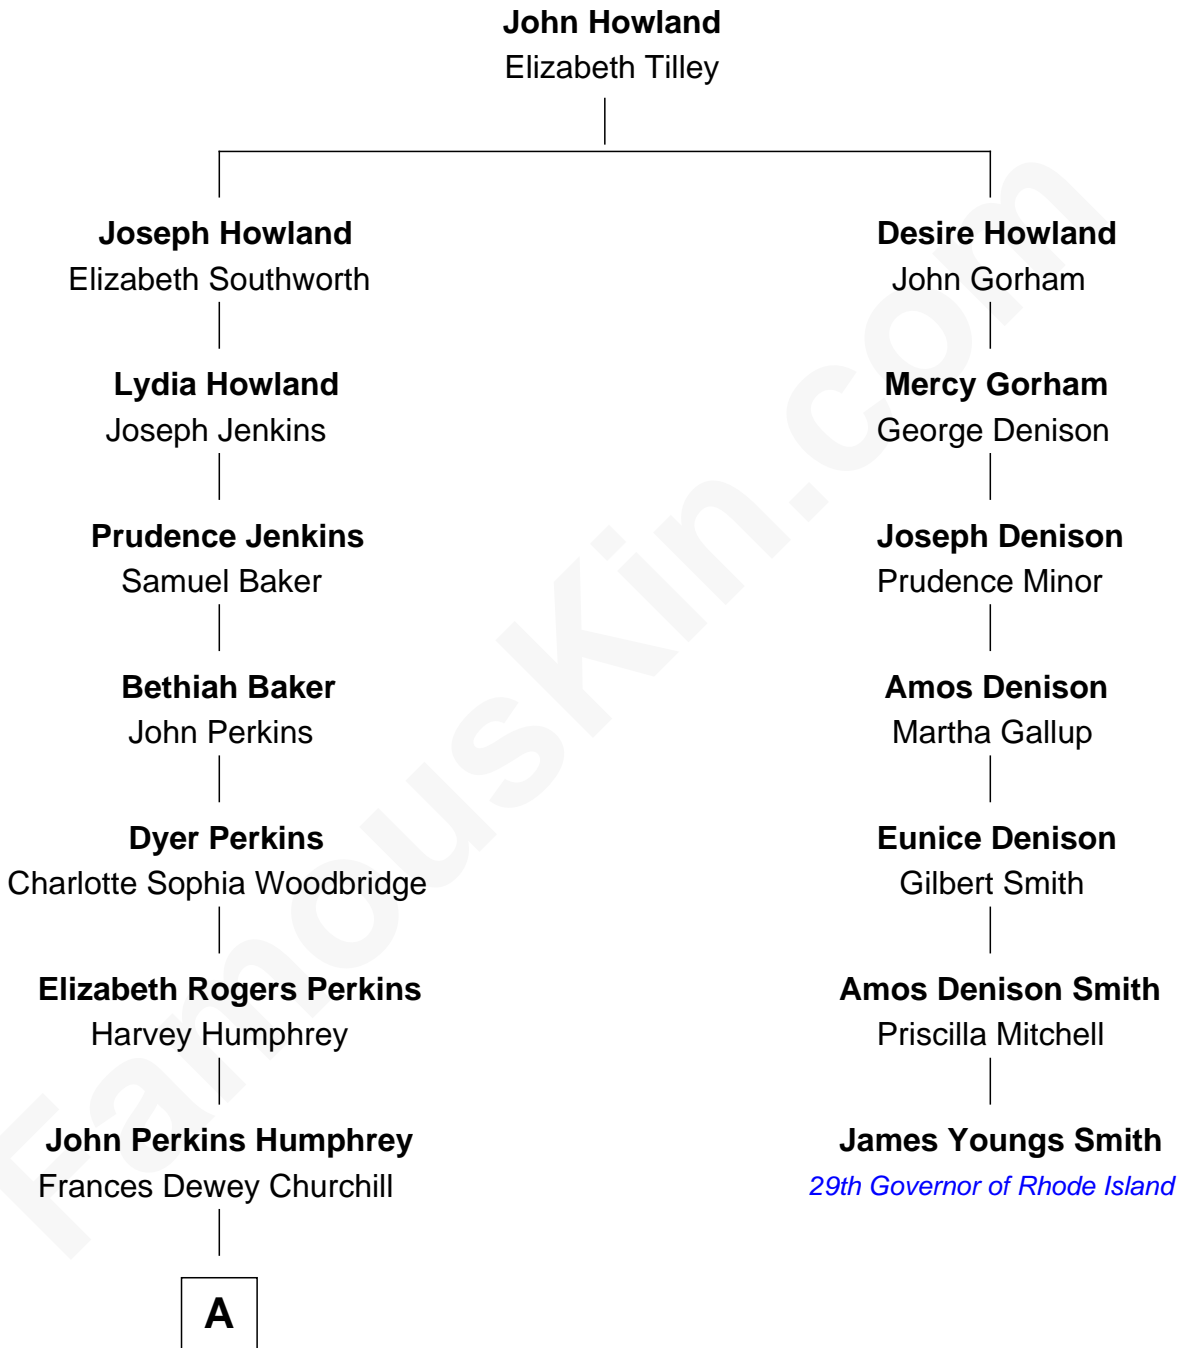 John Howland
Elizabeth Tilley
Joseph Howland
Elizabeth Southworth
Lydia Howland
Joseph Jenkins
Prudence Jenkins
Samuel Baker
Bethiah Baker
John Perkins
Dyer Perkins
Charlotte Sophia Woodbridge
Elizabeth Rogers Perkins
Harvey Humphrey
John Perkins Humphrey
Frances Dewey Churchill
A
Desire Howland
John Gorham
Mercy Gorham
George Denison
Joseph Denison
Prudence Minor
Amos Denison
Martha Gallup
Eunice Denison
Gilbert Smith
Amos Denison Smith
Priscilla Mitchell
James Youngs Smith
29th Governor of Rhode Island
FamousKin.com